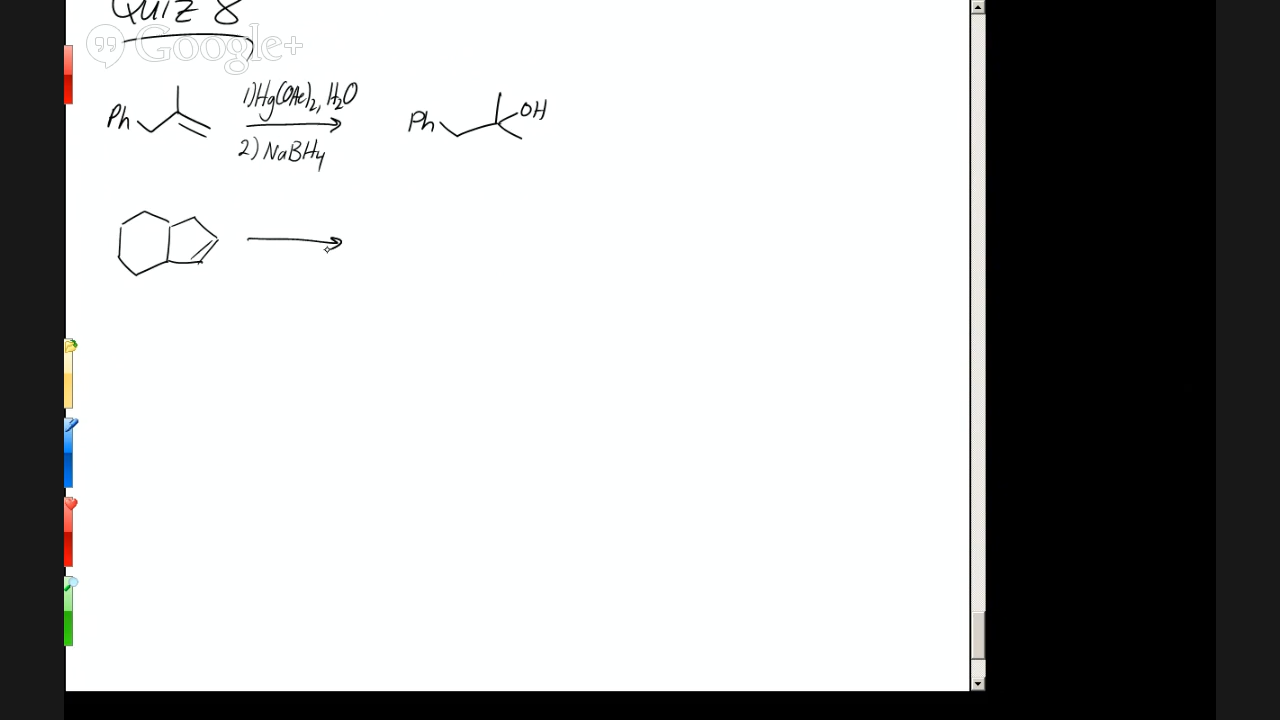 Quiz 8
Google+
1) Hg(OAc)2, H2O
Ph
2) NaBH4
Ph OH